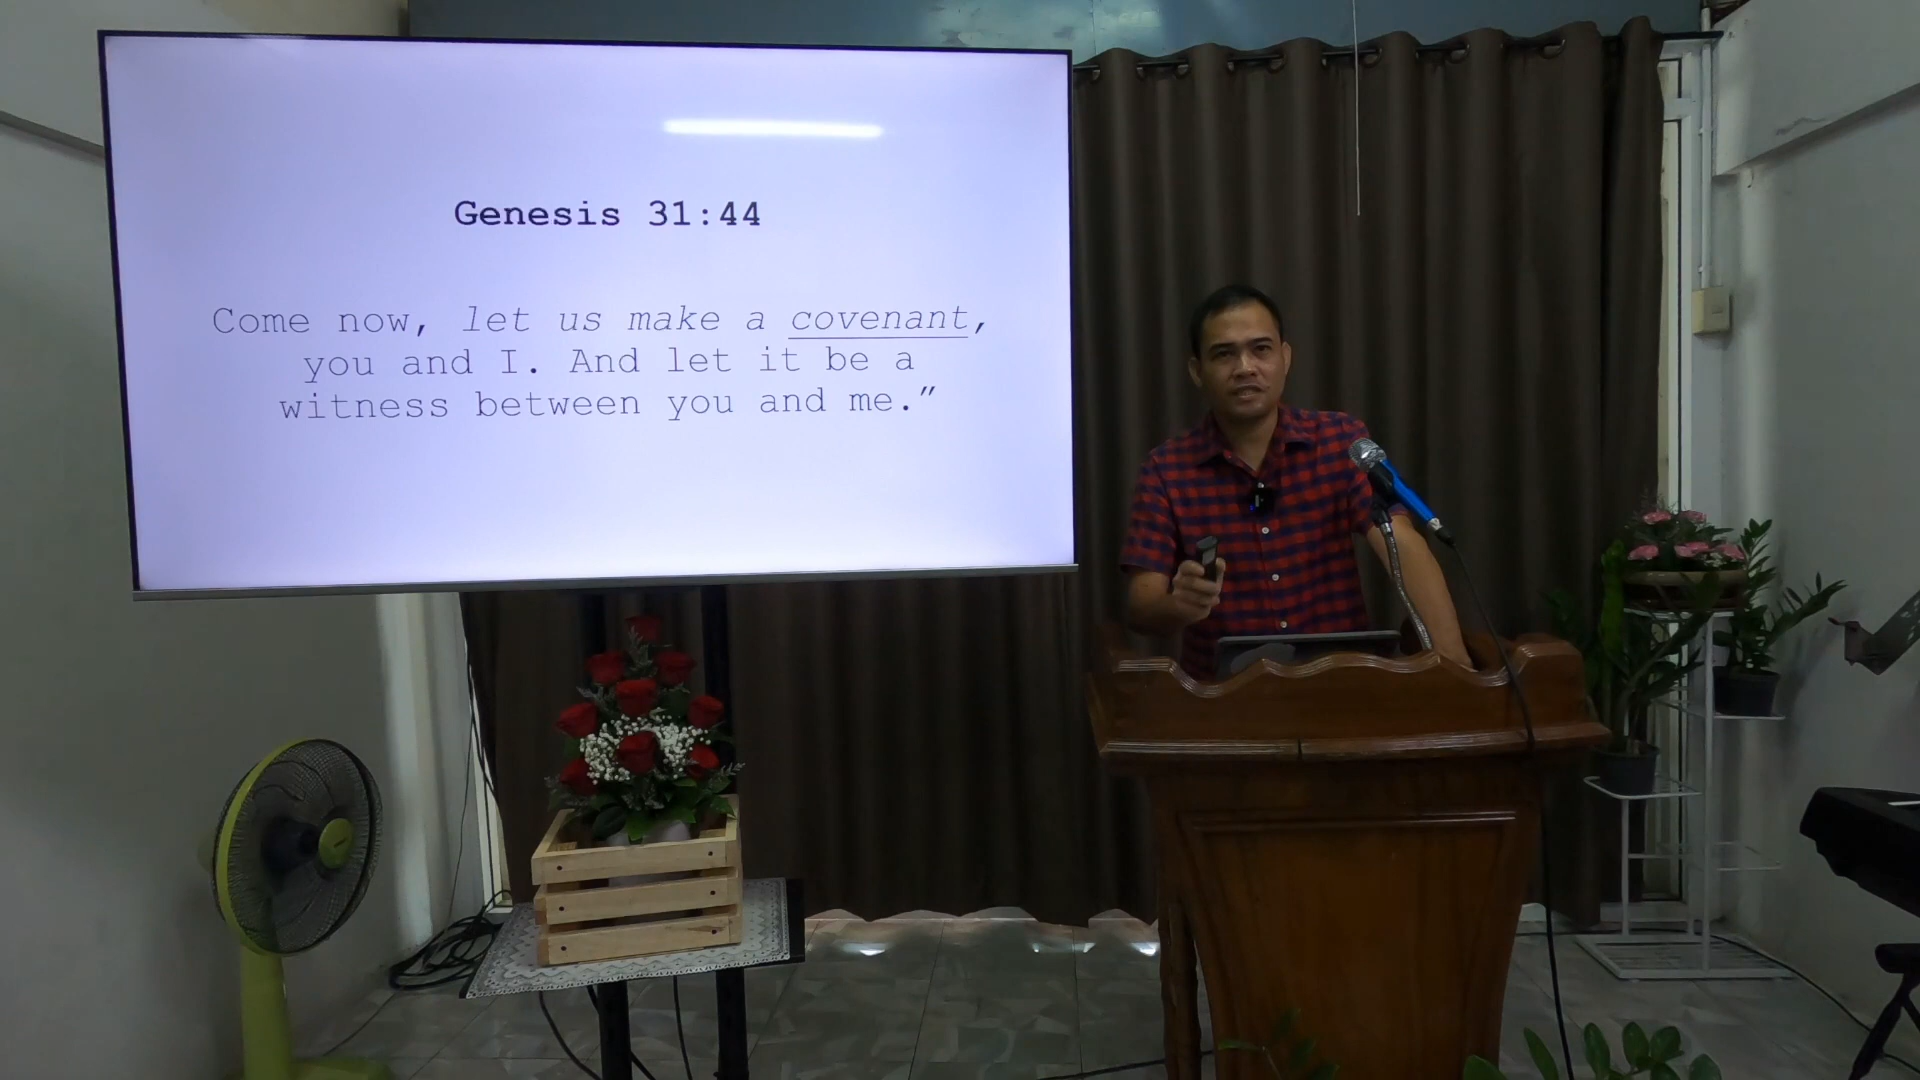 Genesis 31:44
Come now, let us make a covenant,
you and I. And let it be a
witness between you and me.”